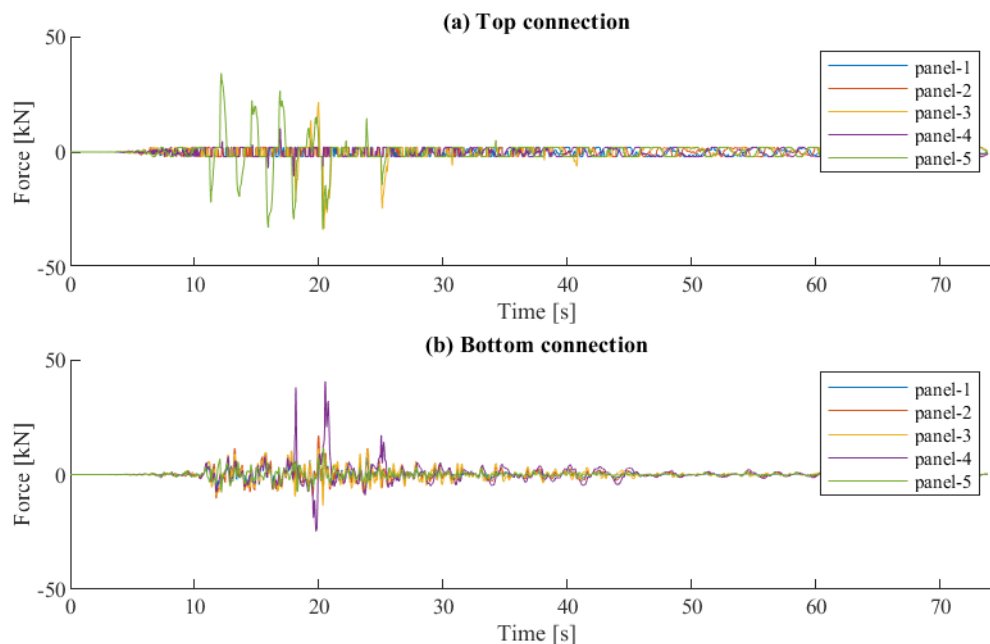 (a) Top connection
50
0
-50
Force [kN]
0 10 20 30 40 50 60 70
Time [s]
panel-1
panel-2
panel-3
panel-4
panel-5
(b) Bottom connection
50
0
-50
Force [kN]
0 10 20 30 40 50 60 70
Time [s]
panel-1
panel-2
panel-3
panel-4
panel-5